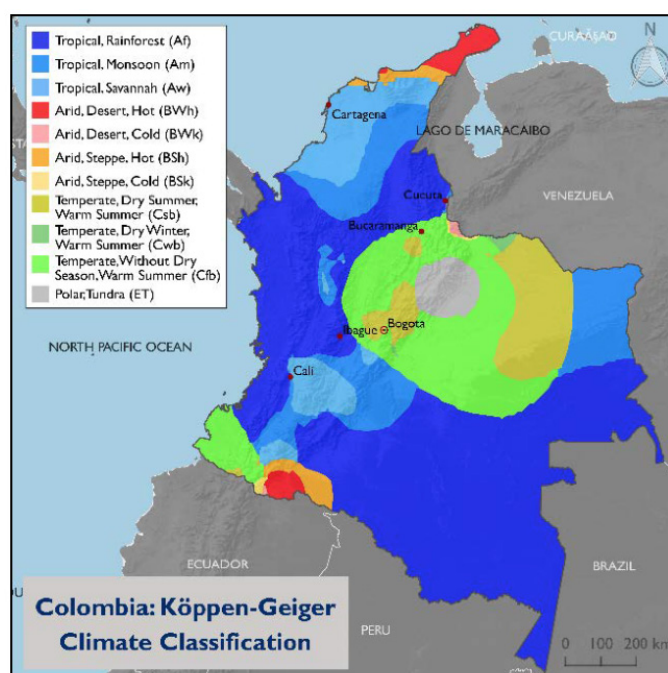 Tropical, Rainforest (Af)
Tropical, Monsoon (Am)
Tropical, Savannah (Aw)
Arid, Desert, Hot (BWh)
Arid, Desert, Cold (BWk)
Arid, Steppe, Hot (BSh)
Arid, Steppe, Cold (BSk)
Temperate, Dry Summer,
Warm Summer (Csb)
Temperate, Dry Winter,
Warm Summer (Cwb)
Temperate, Without Dry
Season, Warm Summer (Cfb)
Polar, Tundra (ET)
CURAÃ§AO
N
Cartagena
LAGO DE MARACAIBO
Cucuta
VENEZUELA
Bucaramanga
NORTH PACIFIC OCEAN
Ibague
Bogota
Cali
ECUADOR
BRAZIL
PERU
Colombia: Köppen-Geiger
Climate Classification
0 100 200 km